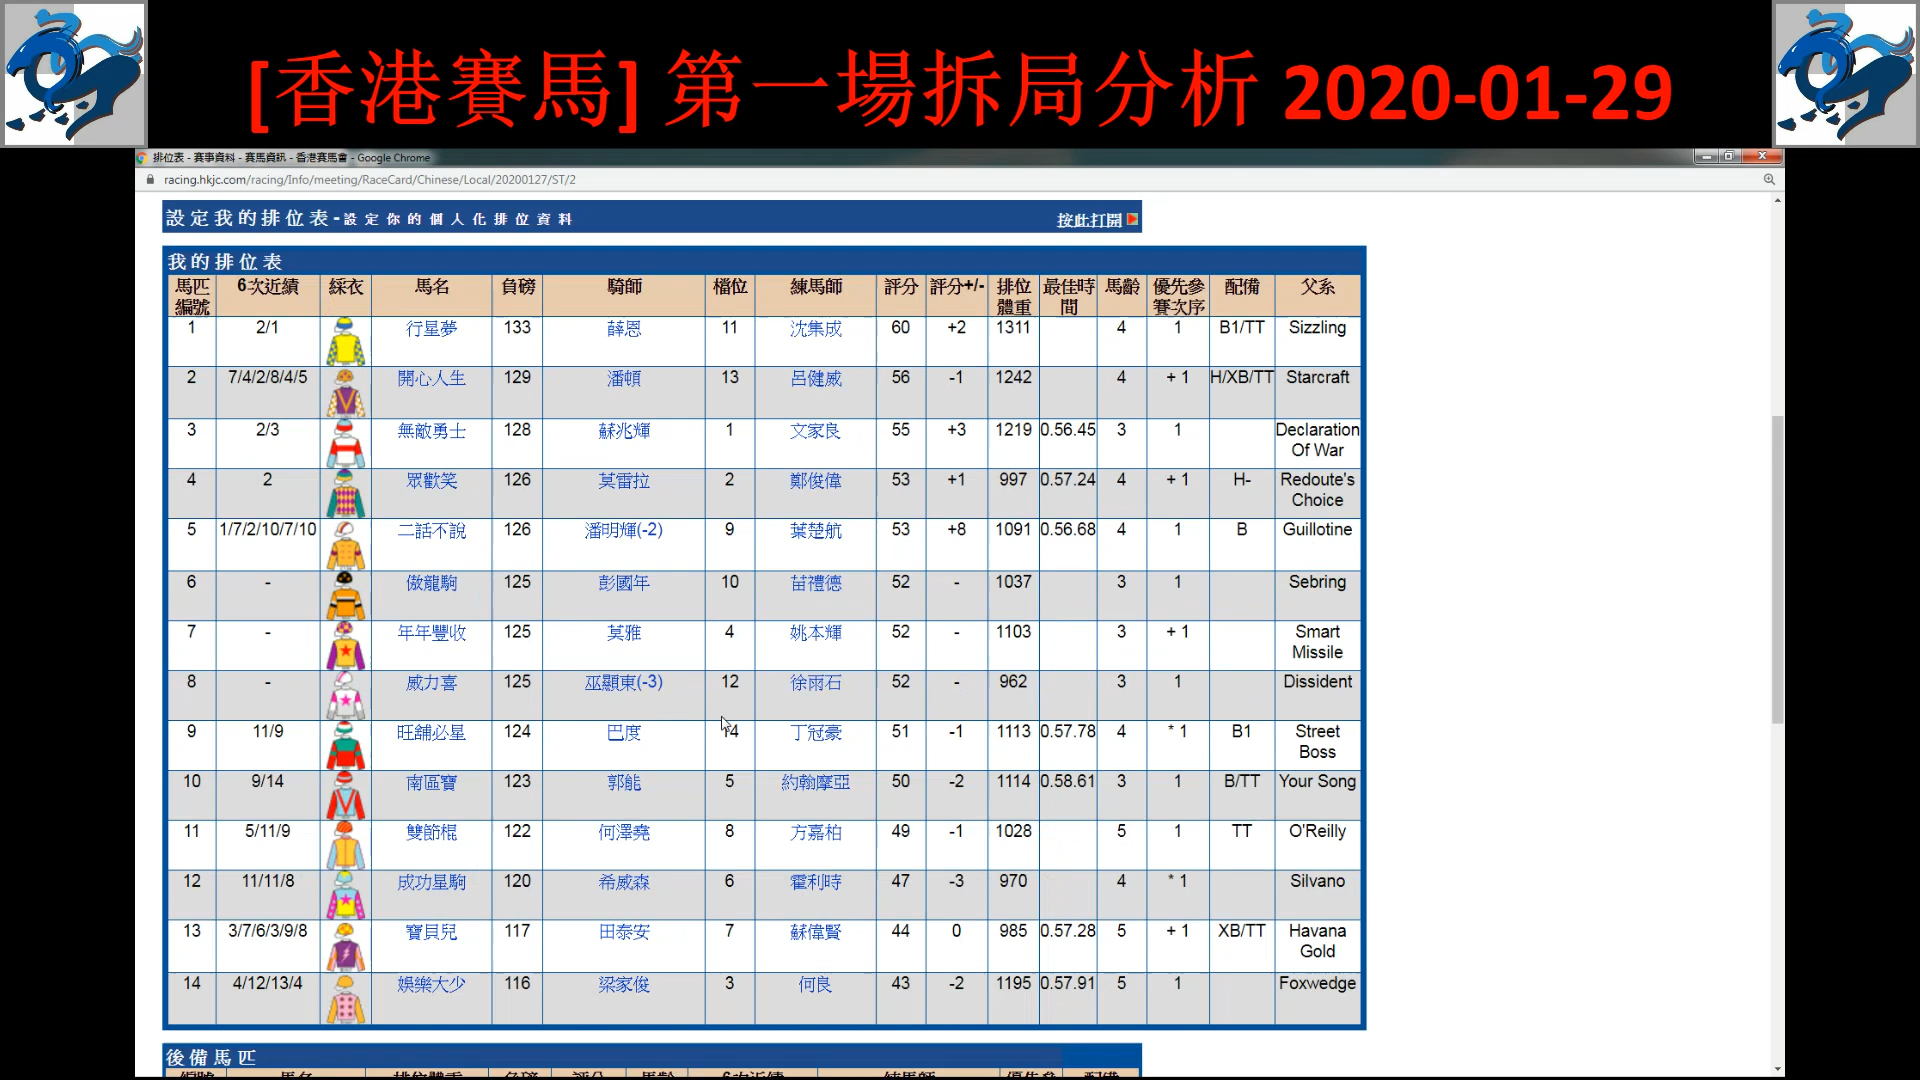 [香港賽馬] 第一場拆局分析 2020-01-29
排位表 - 賽事資料 - 賽馬資訊 - 香港賽馬會 - Google Chrome
racing.hkjc.com/racing/Info/meeting/RaceCard/Chinese/Local/20200127/ST/2
設定我的排位表-設定你的個人化排位資料 按此打開
我的排位表
馬匹編號 6次近績 綵衣 馬名 負磅 騎師 檔位 練馬師 評分 評分+/- 排位體重 最佳時間 馬齡 優先參賽次序 配備 父系
1 2/1 行星夢 133 薛恩 11 沈集成 60 +2 1311 4 1 B1/TT Sizzling
2 7/4/2/8/4/5 開心人生 129 潘頓 13 呂健威 56 -1 1242 4 + 1 H/XB/TT Starcraft
3 2/3 無敵勇士 128 蘇兆輝 1 文家良 55 +3 1219 0.56.45 3 1 Declaration Of War
4 2 眾歡笑 126 莫雷拉 2 鄭俊偉 53 +1 997 0.57.24 4 + 1 H- Redoute's Choice
5 1/7/2/10/7/10 二話不說 126 潘明輝(-2) 9 葉楚航 53 +8 1091 0.56.68 4 1 B Guillotine
6 - 傲龍駒 125 彭國年 10 苗禮德 52 - 1037 3 1 Sebring
7 - 年年豐收 125 莫雅 4 姚本輝 52 - 1103 3 + 1 Smart Missile
8 - 威力喜 125 巫顯東(-3) 12 徐雨石 52 - 962 3 1 Dissident
9 11/9 旺舖必星 124 巴度 14 丁冠豪 51 -1 1113 0.57.78 4 * 1 B1 Street Boss
10 9/14 南區寶 123 郭能 5 約翰摩亞 50 -2 1114 0.58.61 3 1 B/TT Your Song
11 5/11/9 雙節棍 122 何澤堯 8 方嘉柏 49 -1 1028 5 1 TT O'Reilly
12 11/11/8 成功星駒 120 希威森 6 霍利時 47 -3 970 4 * 1 Silvano
13 3/7/6/3/9/8 寶貝兒 117 田泰安 7 蘇偉賢 44 0 985 0.57.28 5 + 1 XB/TT Havana Gold
14 4/12/13/4 娛樂大少 116 梁家俊 3 何良 43 -2 1195 0.57.91 5 1 Foxwedge
後備馬匹